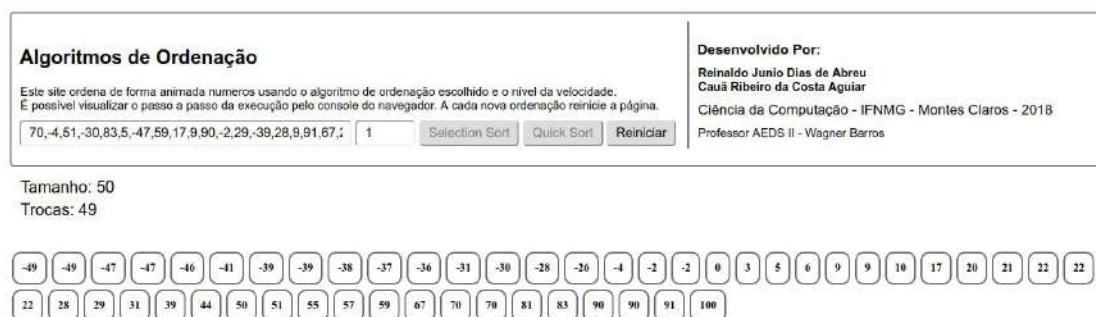 Algoritmos de Ordenação
Este site ordena de forma animada numeros usando o algoritmo de ordenação escolhido e o nivel da velocidade.
É possivel visualizar o passo a passo da execução pelo console do navegador. A cada nova ordenação reinicie a página.
70,-4,51,-30,83,5,-47,59,17,9,90,-2,29,-39,28,9,91,67,2 1 Selection Sort Quick Sort Reiniciar
Desenvolvido Por:
Reinaldo Junio Dias de Abreu
Cauã Ribeiro da Costa Aguiar
Ciência da Computação - IFNMG - Montes Claros - 2018
Professor AEDS II - Wagner Barros
Tamanho: 50
Trocas: 49
-49 -49 -47 -47 -46 -41 -39 -39 -38 -37 -36 -31 -30 -28 -26 -4 -2 -2 0 3 5 6 9 9 10 17 20 21 22 22
22 28 29 31 39 44 50 51 55 57 59 67 70 70 81 83 90 90 91 100